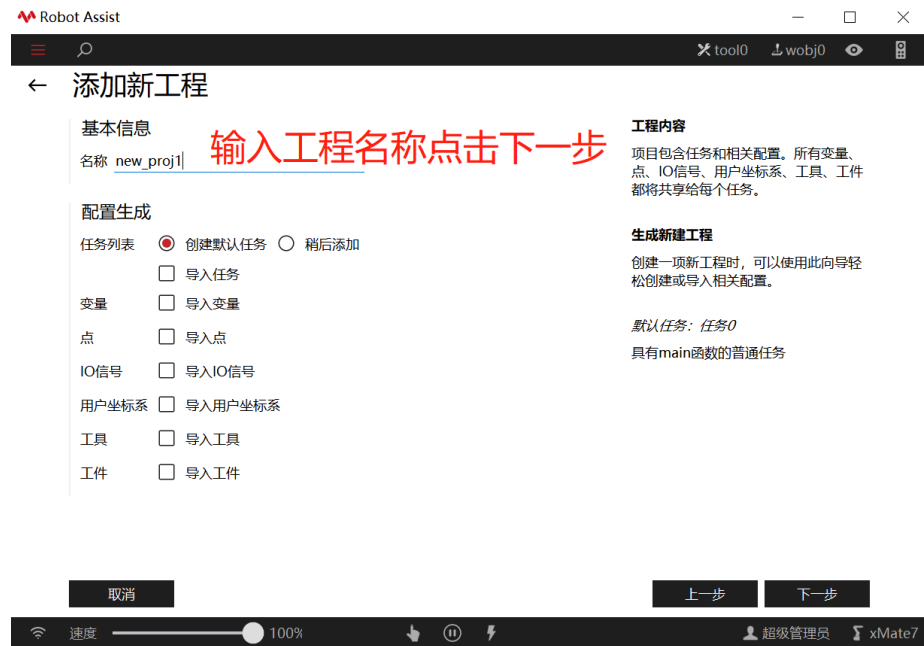 Robot Assist
tool0 wobj0
添加新工程
基本信息
名称 new_proj1
输入工程名称点击下一步
配置生成
任务列表 创建默认任务 稍后添加
导入任务
变量 导入变量
点 导入点
IO信号 导入IO信号
用户坐标系 导入用户坐标系
工具 导入工具
工件 导入工件
工程内容
项目包含任务和相关配置。所有变量、
点、IO信号、用户坐标系、工具、工件
都将共享给每个任务。
生成新建工程
创建一项新工程时，可以使用此向导轻
松创建或导入相关配置。
默认任务：任务0
具有main函数的普通任务
取消 上一步 下一步
速度 100% 超级管理员 xMate7